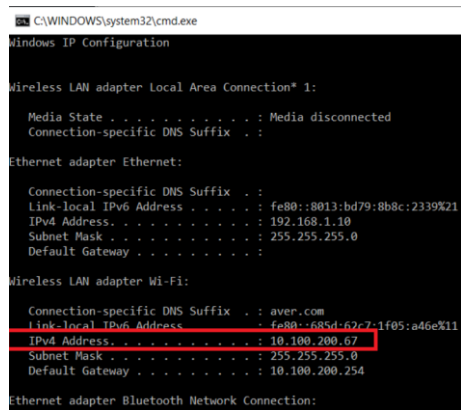 C:\WINDOWS\system32\cmd.exe
Windows IP Configuration
Wireless LAN adapter Local Area Connection* 1:
Media State . . . . . . . . . . . : Media disconnected
Connection-specific DNS Suffix  . :
Ethernet adapter Ethernet:
Connection-specific DNS Suffix  . :
Link-local IPv6 Address . . . . . : fe80::8013:bd79:8b8c:2339%21
IPv4 Address. . . . . . . . . . . : 192.168.1.10
Subnet Mask . . . . . . . . . . . : 255.255.255.0
Default Gateway . . . . . . . . . :
Wireless LAN adapter Wi-Fi:
Connection-specific DNS Suffix  . : aver.com
Link-local IPv6 Address . . . . . : fe80::685d:62c7:1f05:a46e%11
IPv4 Address. . . . . . . . . . . : 10.100.200.67
Subnet Mask . . . . . . . . . . . : 255.255.255.0
Default Gateway . . . . . . . . . : 10.100.200.254
Ethernet adapter Bluetooth Network Connection: